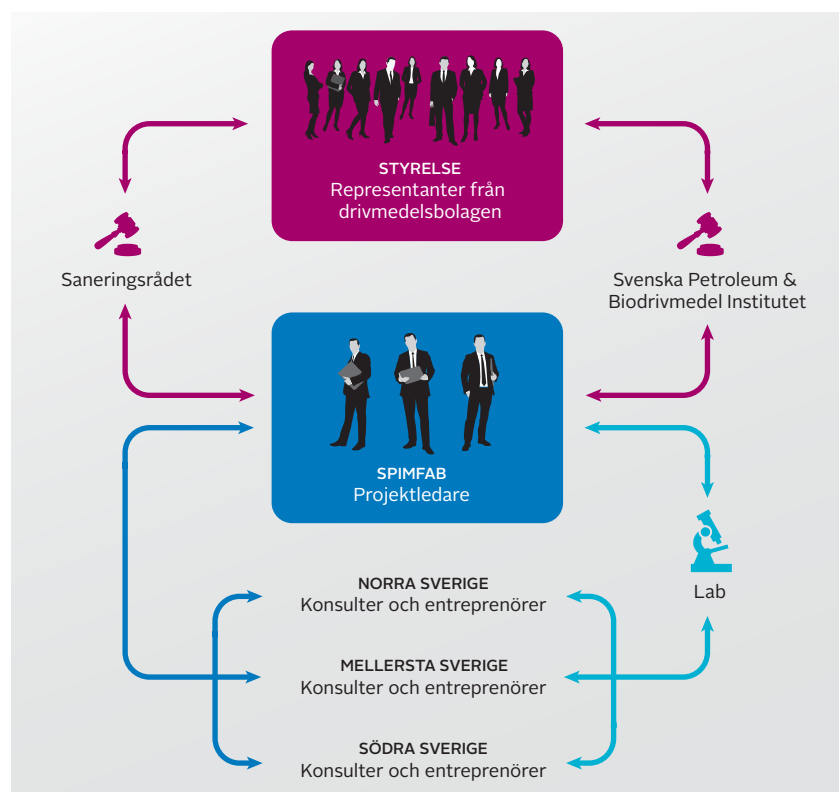 STYRELSE
Representanter från
drivmedelsbolagen
Saneringsrådet
Svenska Petroleum &
Biodrivmedel Institutet
SPIMFAB
Projektledare
Lab
NORRA SVERIGE
Konsulter och entreprenörer
MELLERSTA SVERIGE
Konsulter och entreprenörer
SÖDRA SVERIGE
Konsulter och entreprenörer